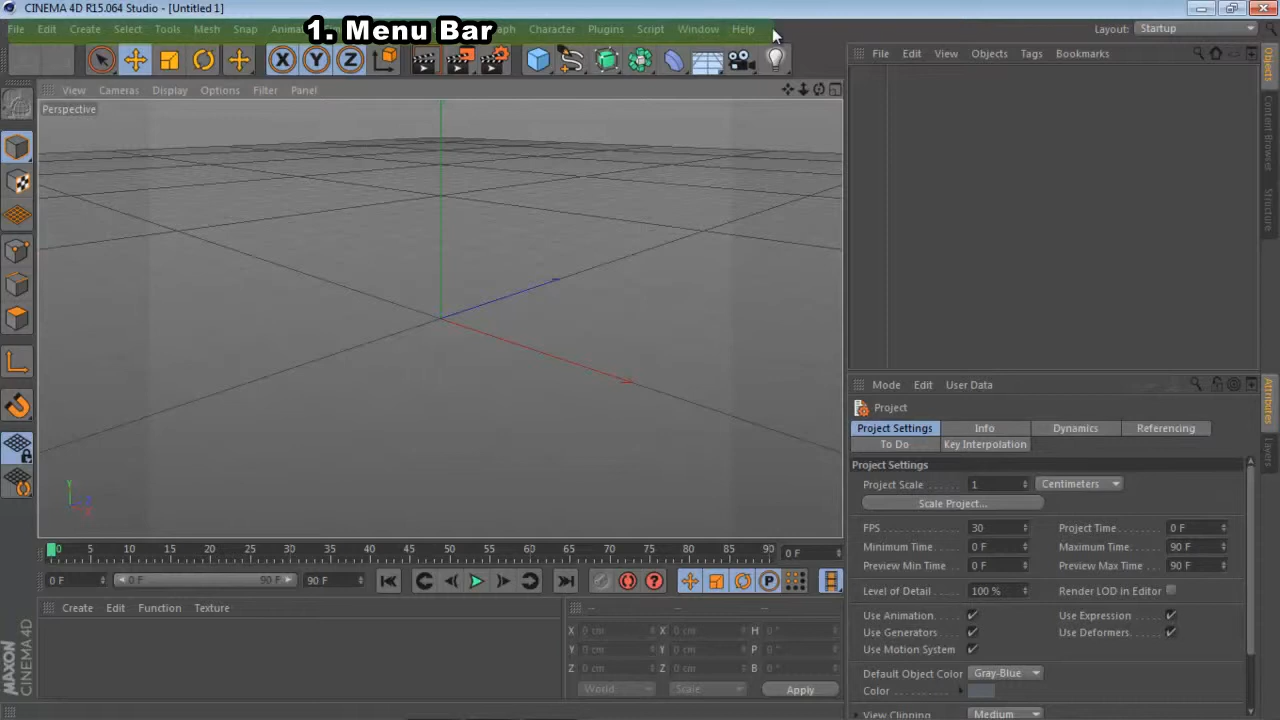 CINEMA 4D R15.064 Studio - [Untitled 1]
File Edit Create Select Tools Mesh Snap 1. Menu Bar Character Plugins Script Window Help Layout: Startup
X Y Z
File Edit View Objects Tags Bookmarks
View Cameras Display Options Filter Panel
Perspective
Objects
Content Browser
Structure
Mode Edit User Data
Attributes
Layers
Project
Project Settings Info Dynamics Referencing
To Do Key Interpolation
Project Settings
Project Scale 1 Centimeters
Scale Project...
FPS 30 Project Time 0 F
Minimum Time 0 F Maximum Time 90 F
Preview Min Time 0 F Preview Max Time 90 F
Level of Detail 100 % Render LOD in Editor
Use Animation Use Expression
Use Generators Use Deformers
Use Motion System
Default Object Color Gray-Blue
Color
View Clipping Medium
Y
Z
X
0 5 10 15 20 25 30 35 40 45 50 55 60 65 70 75 80 85 90 0 F
0 F 0 F 90 F 90 F P
Create Edit Function Texture
-- -- --
X 0 cm X 0 cm H 0 °
Y 0 cm Y 0 cm P 0 °
Z 0 cm Z 0 cm B 0 °
World Scale Apply
MAXON
CINEMA 4D